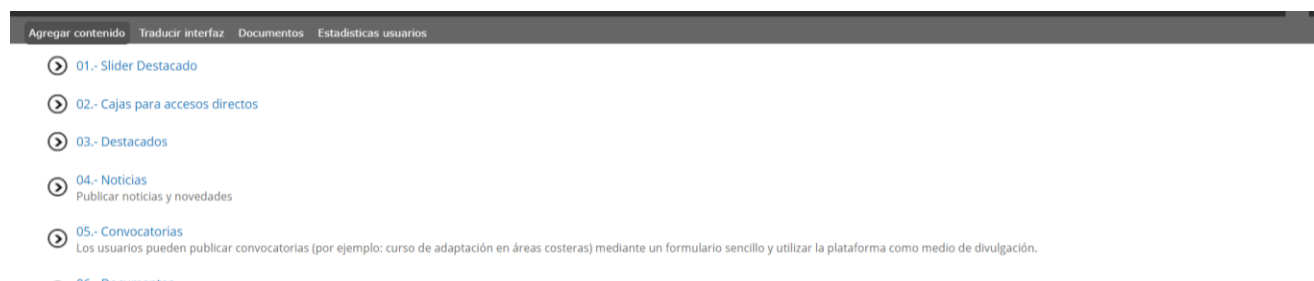 Agregar contenido Traducir interfaz Documentos Estadisticas usuarios
01.- Slider Destacado
02.- Cajas para accesos directos
03.- Destacados
04.- Noticias
Publicar noticias y novedades
05.- Convocatorias
Los usuarios pueden publicar convocatorias (por ejemplo: curso de adaptación en áreas costeras) mediante un formulario sencillo y utilizar la plataforma como medio de divulgación.